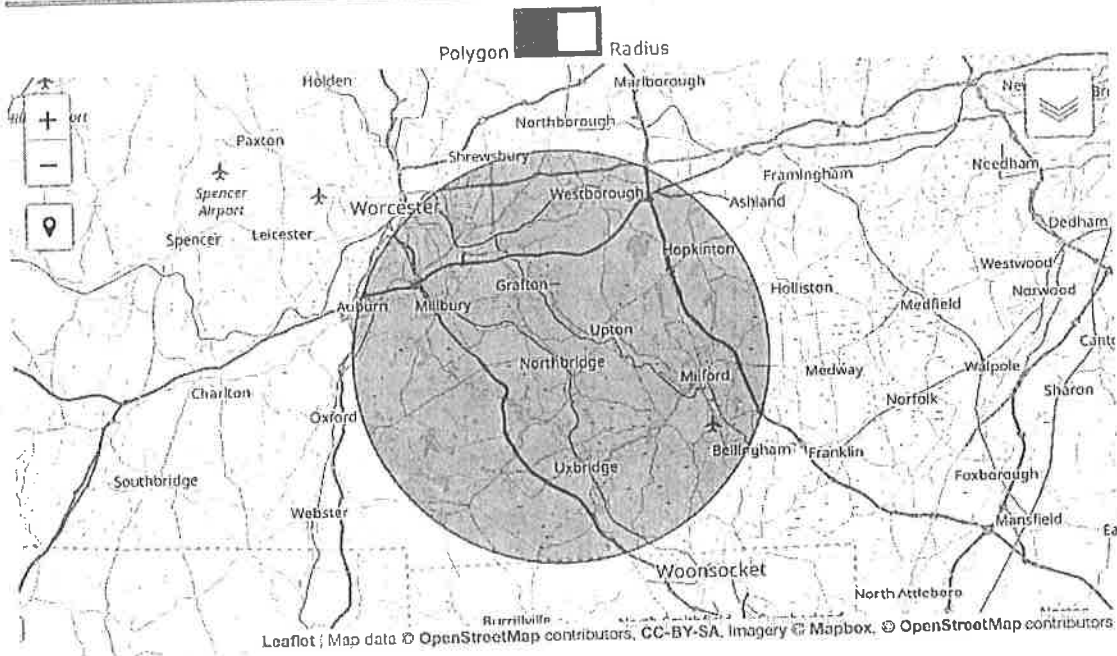 Polygon Radius
Holden
Marlborough
+
Northborough
Paxton
−
Shrewsbury
Needham
Framingham
Westborough
Spencer
Airport
Ashland
Worcester
Dedham
Spencer
Leicester
Hopkinton
Westwood
Grafton
Holliston
Norwood
Auburn
Millbury
Medfield
Upton
Northbridge
Milford
Medway
Walpole
Charlton
Sharon
Norfolk
Oxford
Bellingham
Franklin
Uxbridge
Foxborough
Southbridge
Webster
Mansfield
Woonsocket
North Attleboro
Burrillville
Leaflet | Map data © OpenStreetMap contributors, CC-BY-SA, Imagery © Mapbox, © OpenStreetMap contributors